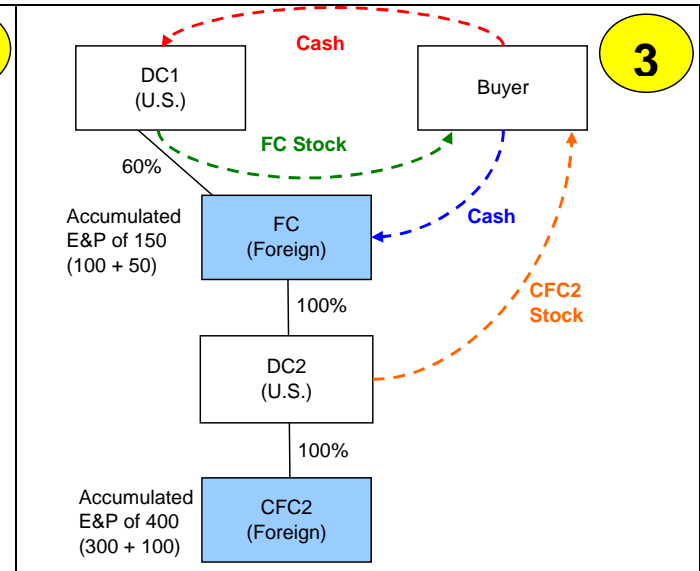 3
Cash
DC1
(U.S.)
Buyer
FC Stock
60%
Accumulated
E&P of 150
(100 + 50)
FC
(Foreign)
Cash
100%
CFC2
Stock
DC2
(U.S.)
100%
Accumulated
E&P of 400
(300 + 100)
CFC2
(Foreign)